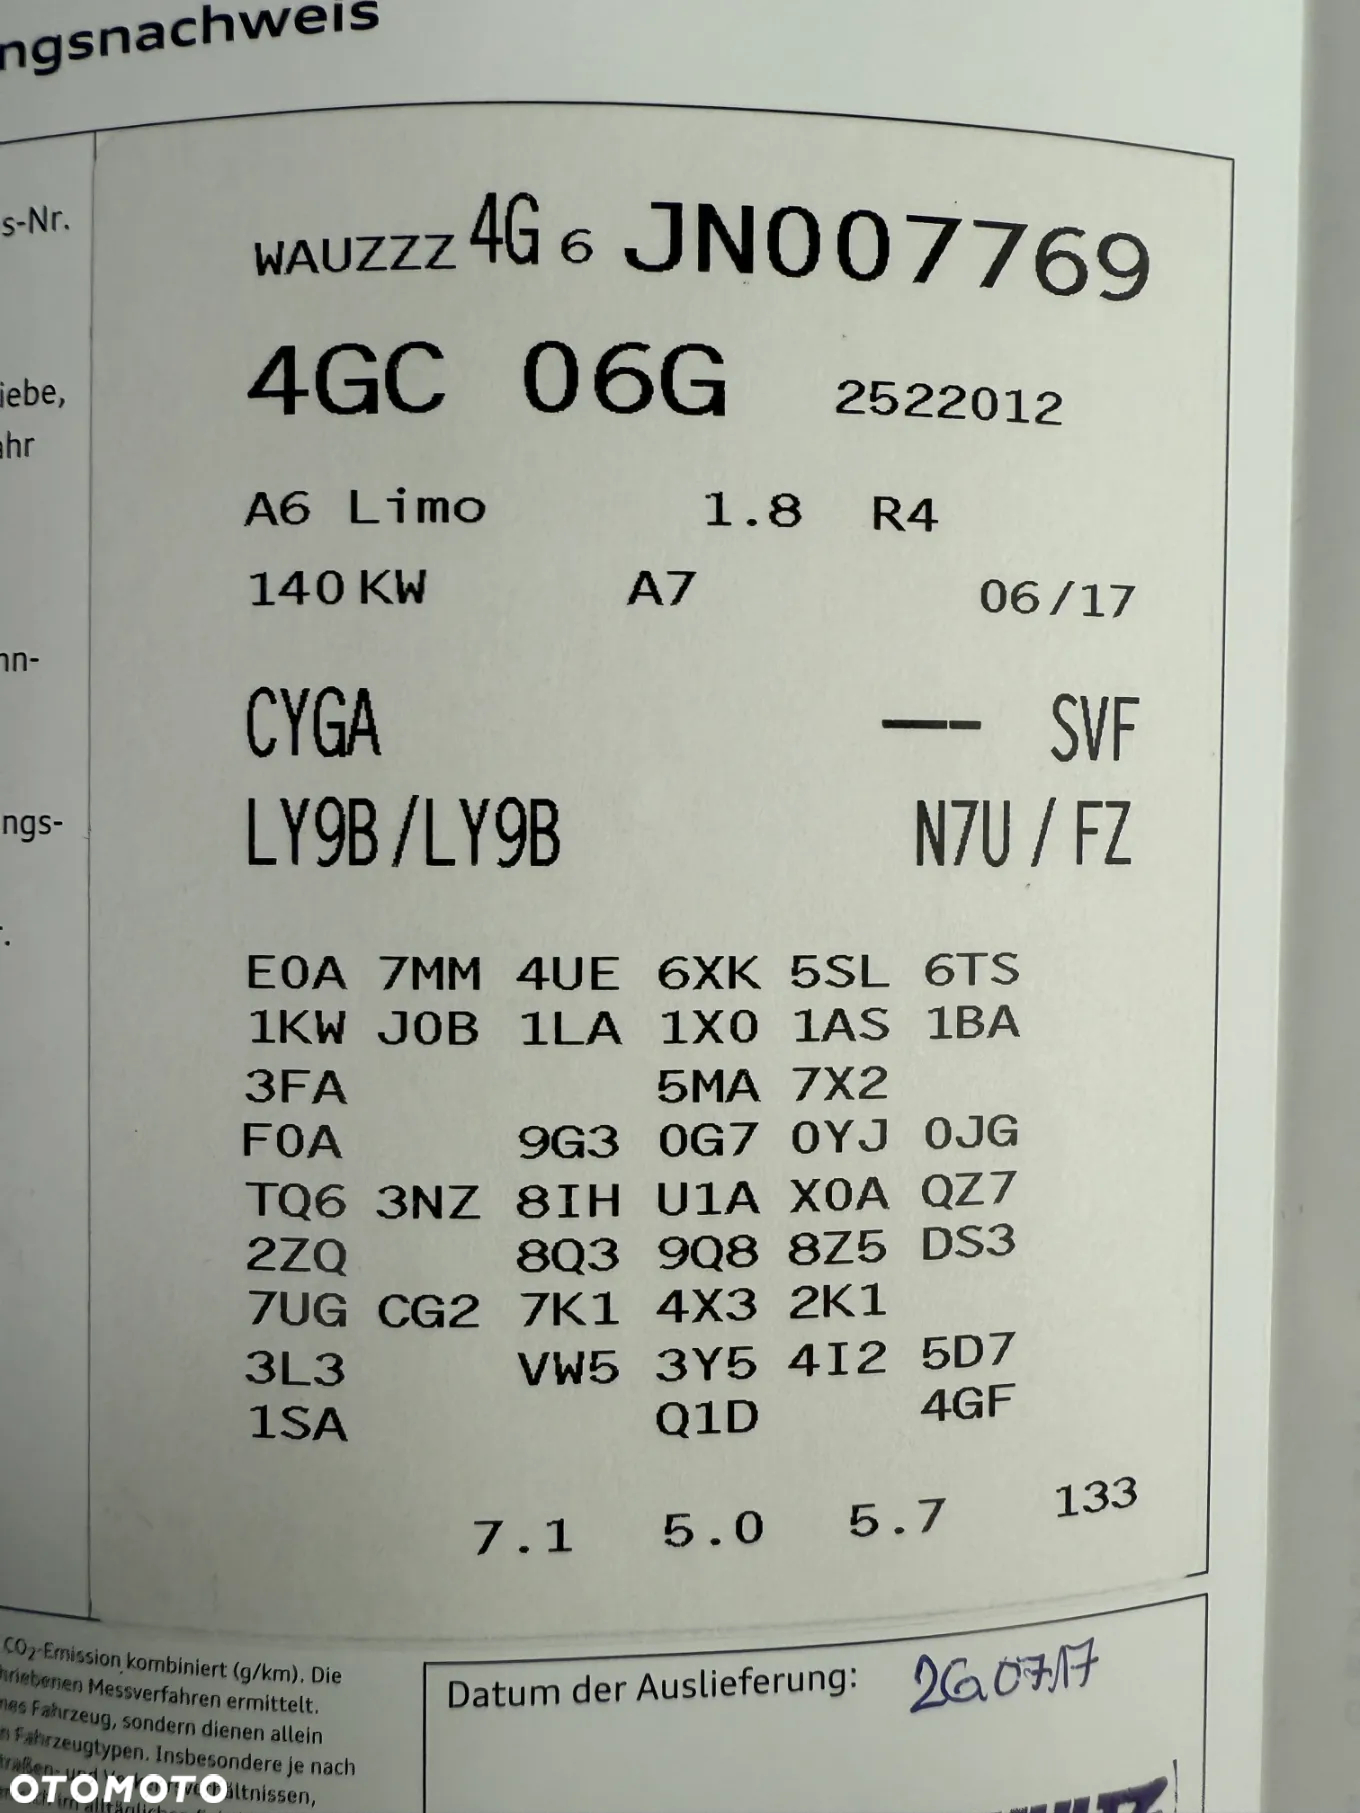 ngsnachweis
s-Nr.
WAUZZZ 4G 6 JN007769
4GC 06G 2522012
iebe,
ahr
A6 Limo 1.8 R4
140 KW A7 06/17
nn-
CYGA --- SVF
ngs-
LY9B/LY9B N7U / FZ
r.
E0A 7MM 4UE 6XK 5SL 6TS
1KW J0B 1LA 1X0 1AS 1BA
3FA 5MA 7X2
F0A 9G3 0G7 0YJ 0JG
TQ6 3NZ 8IH U1A X0A QZ7
2ZQ 8Q3 9Q8 8Z5 DS3
7UG CG2 7K1 4X3 2K1
3L3 VW5 3Y5 4I2 5D7
1SA Q1D 4GF
7.1 5.0 5.7 133
CO₂-Emission kombiniert (g/km). Die
hriebenen Messverfahren ermittelt.
nes Fahrzeug, sondern dienen allein
n Fahrzeugtypen. Insbesondere je nach
Datum der Auslieferung: 260717
OTOMOTO